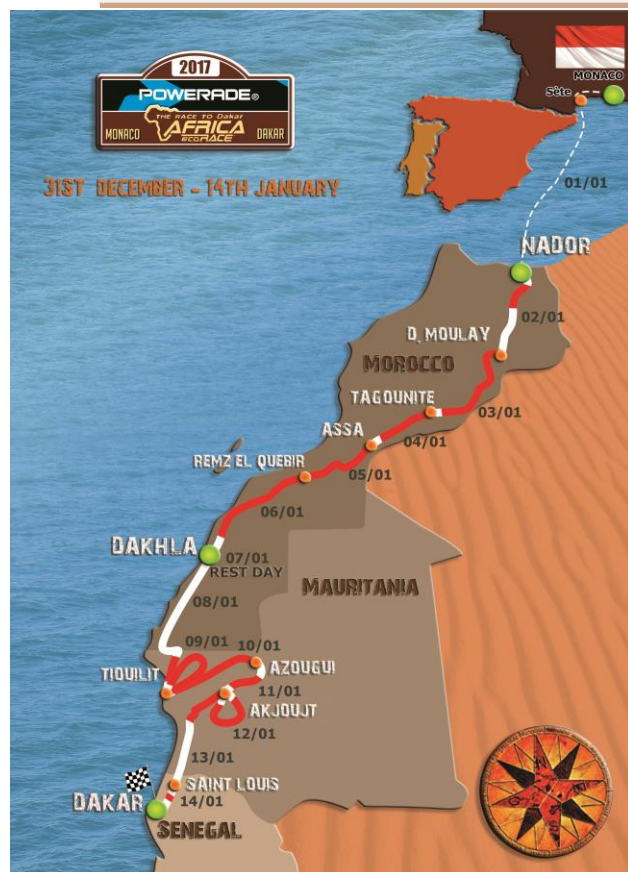 2017
POWERADE®
THE RACE TO Dakar
MONACO
AFRICA
ECO RACE
DAKAR
31ST DECEMBER - 14TH JANUARY
MONACO
Sète
01/01
NADOR
02/01
D. MOULAY
MOROCCO
TAGOUNITE
03/01
ASSA
04/01
REMZ EL QUEBIR
05/01
06/01
DAKHLA
07/01
REST DAY
MAURITANIA
08/01
09/01
10/01
TIOUILIT
AZOUGUI
11/01
AKJOUJT
12/01
13/01
SAINT LOUIS
DAKAR
14/01
SENEGAL